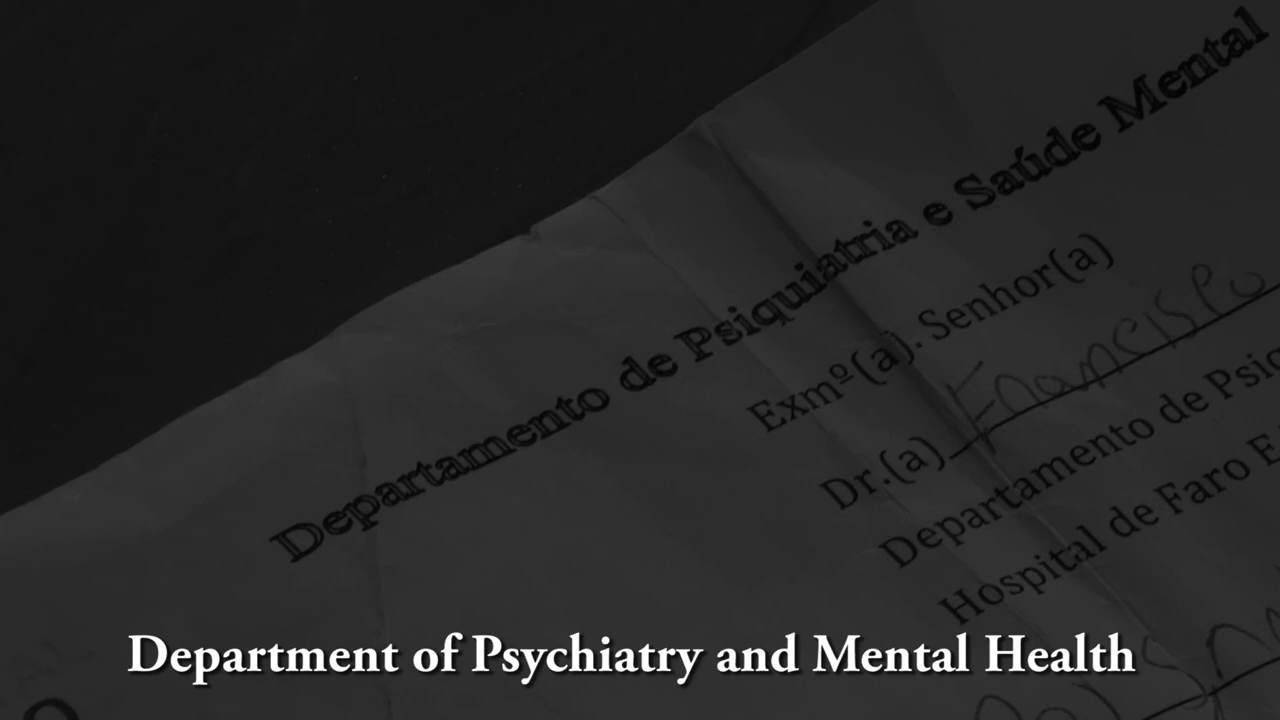 Departamento de Psiquiatria e Saúde Mental
Exmº(a). Senhor(a)
Dr.(a) Francisco
Departamento de
Hospital de Faro
Department of Psychiatry and Mental Health